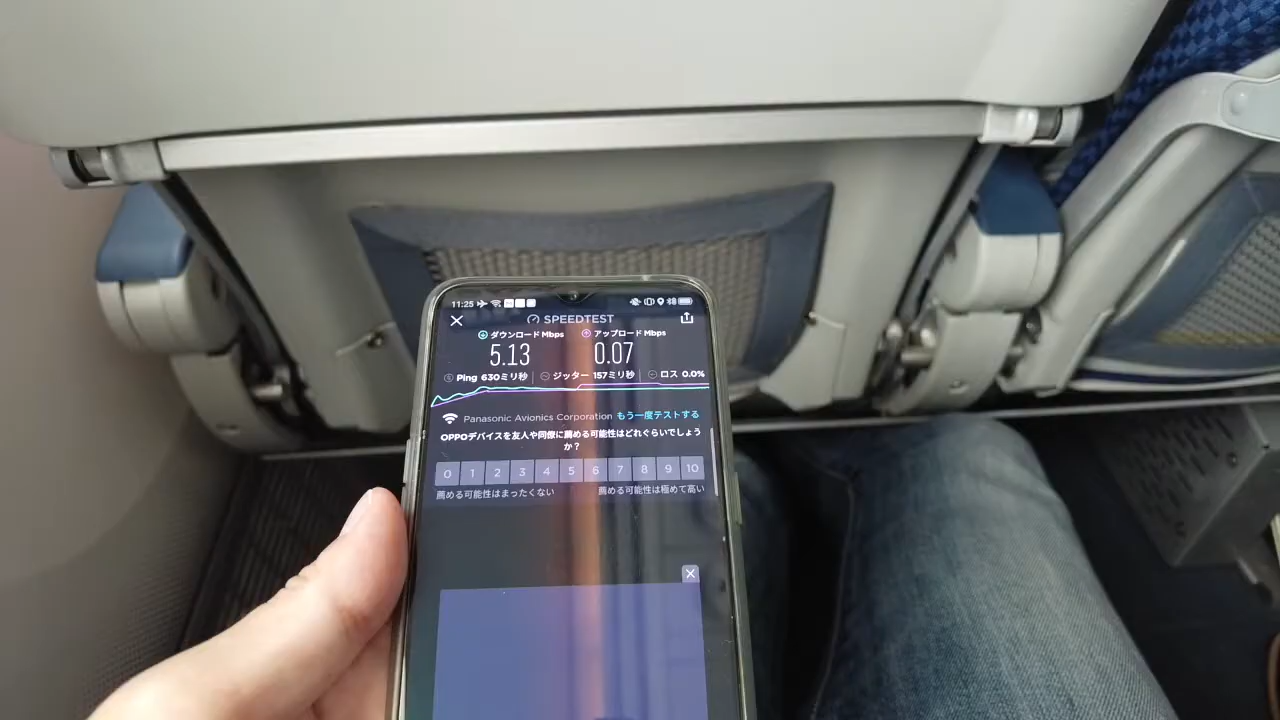 11:25
SPEEDTEST
ダウンロード Mbps アップロード Mbps
5.13 0.07
Ping 630ミリ秒 ジッター 157ミリ秒 ロス 0.0%
Panasonic Avionics Corporation もう一度テストする
OPPOデバイスを友人や同僚に薦める可能性はどれぐらいでしょう
か?
0 1 2 3 4 5 6 7 8 9 10
薦める可能性はまったくない 薦める可能性は極めて高い